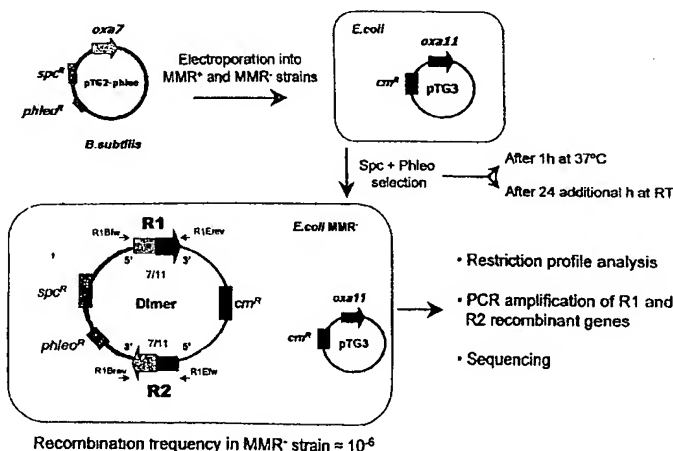 oxa7
spcR
pTG2-phleo
phleoR
B.subtilis
Electroporation into
MMR+ and MMR- strains
E.coli
oxa11
cmR
pTG3
Spc + Phleo
selection
After 1h at 37ºC
After 24 additional h at RT
E.coli MMR-
R1
R1Bfw
R1Erev
5'
3'
7/11
spcR
Dimer
cmR
phleoR
3'
7/11
5'
R1Brev
R1Efw
R2
oxa11
cmR
pTG3
• Restriction profile analysis
• PCR amplification of R1 and
R2 recombinant genes
• Sequencing
Recombination frequency in MMR- strain ≈ 10-6